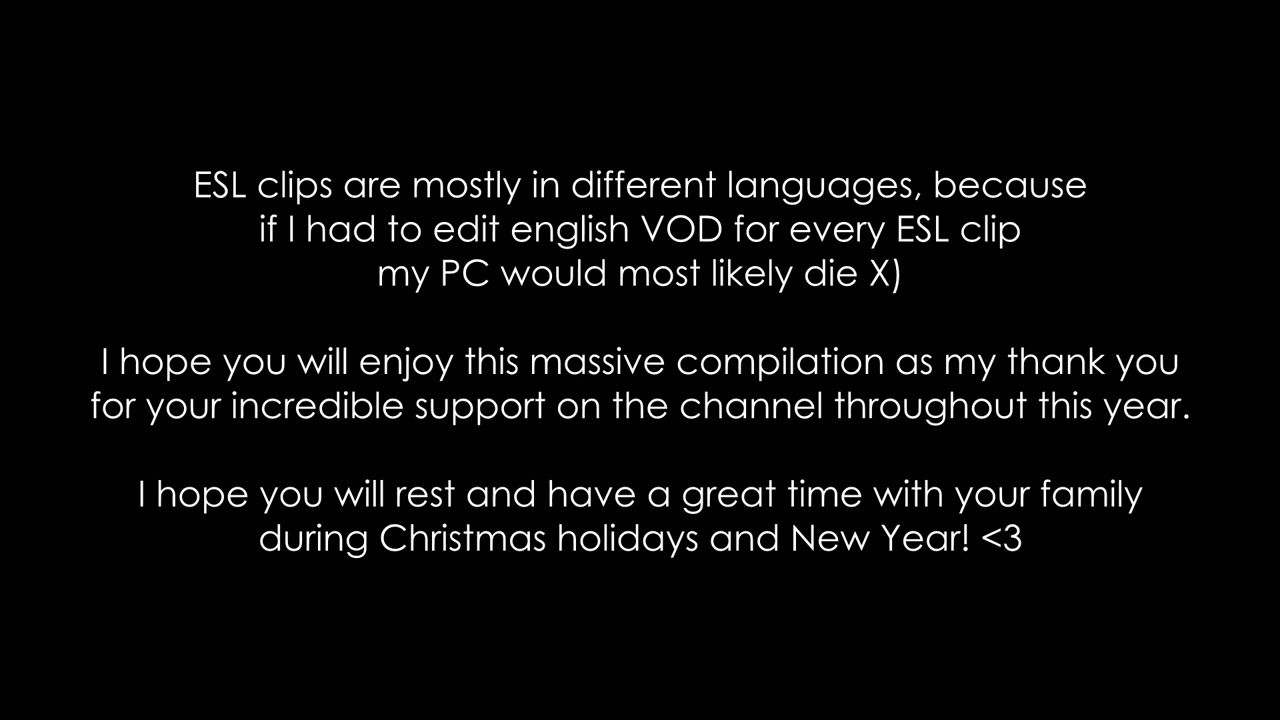 ESL clips are mostly in different languages, because
if I had to edit english VOD for every ESL clip
my PC would most likely die X)
I hope you will enjoy this massive compilation as my thank you
for your incredible support on the channel throughout this year.
I hope you will rest and have a great time with your family
during Christmas holidays and New Year! <3